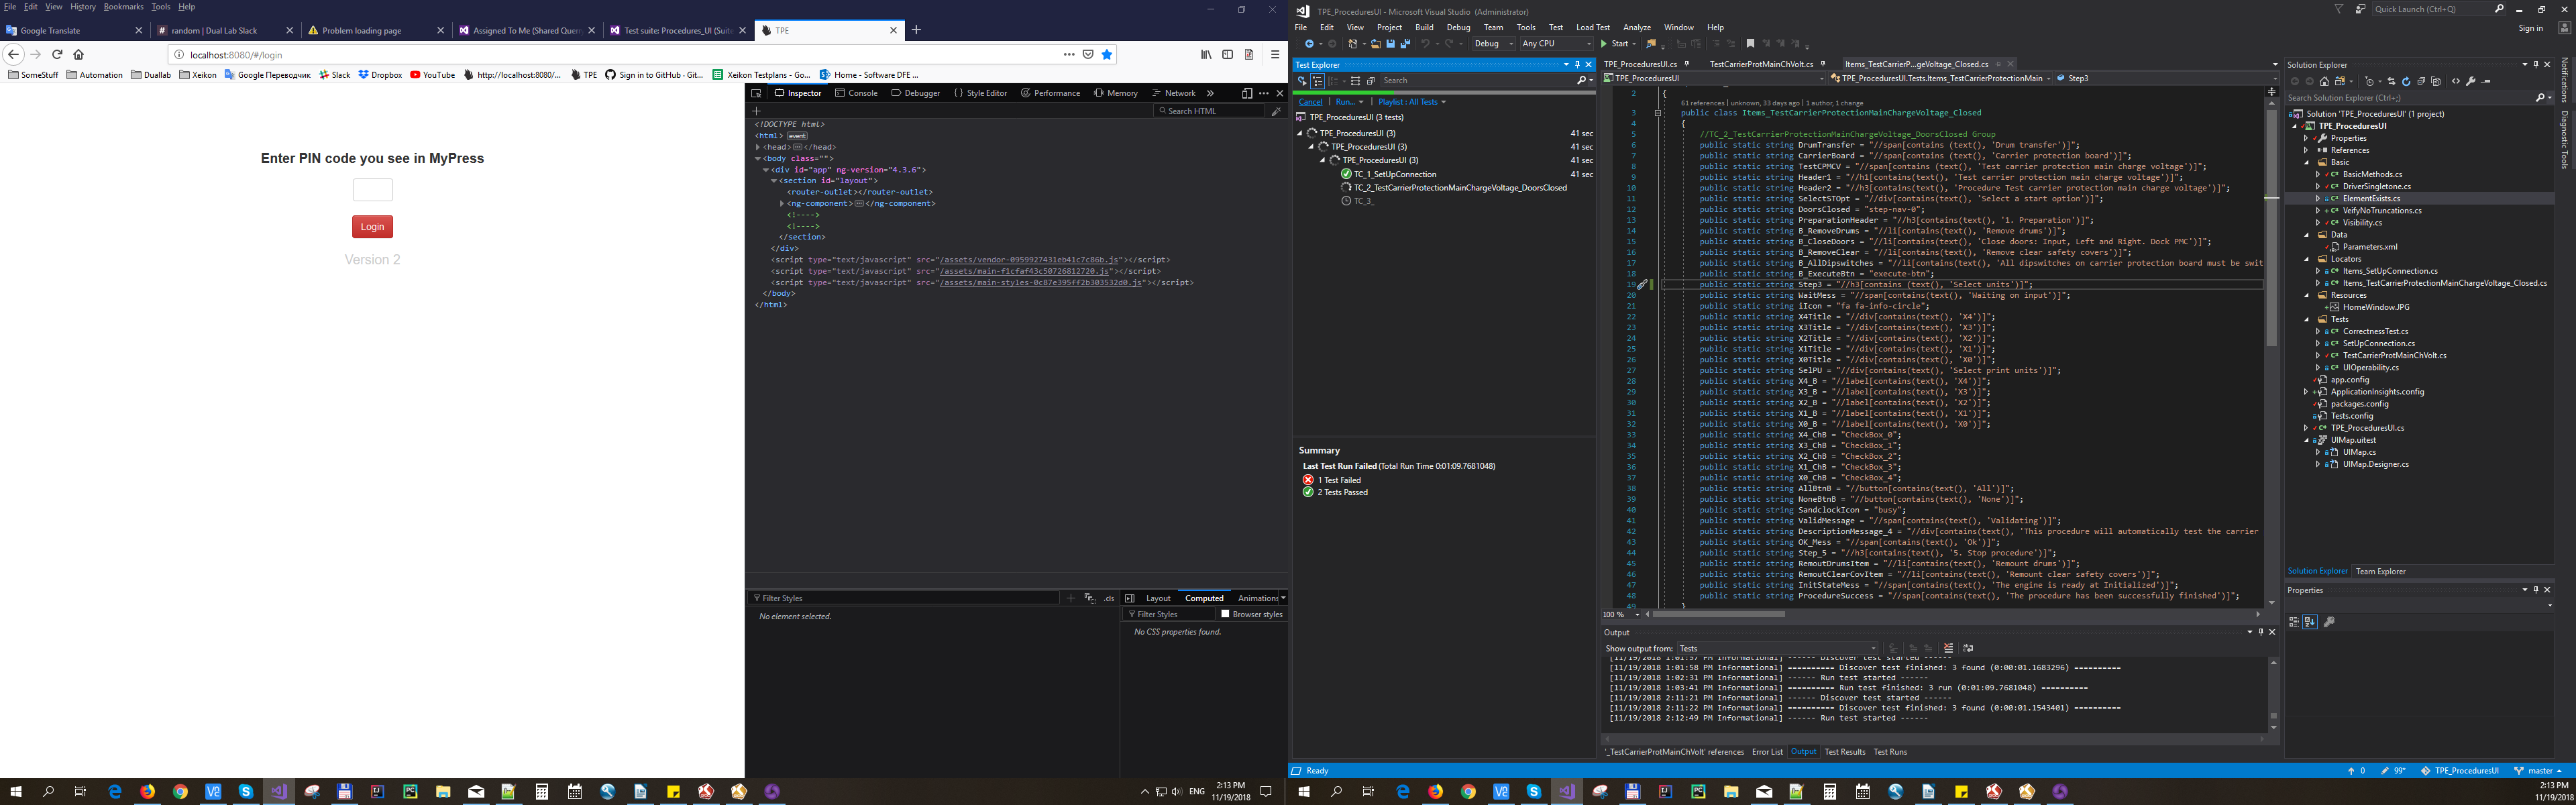 File Edit View History Bookmarks Tools Help
Google Translate
random | Dual Lab Slack
Problem loading page
Assigned To Me (Shared Quer
Test suite: Procedures_UI (Suite
TPE
localhost:8080/#/login
SomeStuff Automation Duallab Xeikon Google Переводчик Slack Dropbox YouTube http://localhost:8080/... TPE Sign in to GitHub · Git... Xeikon Testplans - Go... Home - Software DFE ...
Enter PIN code you see in MyPress
Login
Version 2
Inspector Console Debugger Style Editor Performance Memory Network
Search HTML
<!DOCTYPE html>
<html> event
<head></head>
<body class="">
<div id="app" ng-version="4.3.6">
<section id="layout">
<router-outlet></router-outlet>
<ng-component></ng-component>
<!---->
<!---->
</section>
</div>
<script type="text/javascript" src="/assets/vendor-0959927431eb41c7c86b.js"></script>
<script type="text/javascript" src="/assets/main-f1cfaf43c50726812720.js"></script>
<script type="text/javascript" src="/assets/main-styles-0c87e395ff2b303532d0.js"></script>
</body>
</html>
Filter Styles
.cls
No element selected.
Layout Computed Animations
Filter Styles
Browser styles
No CSS properties found.
ENG
2:13 PM
11/19/2018
TPE_ProceduresUI - Microsoft Visual Studio (Administrator)
Quick Launch (Ctrl+Q)
File Edit View Project Build Debug Team Tools Test Load Test Analyze Window Help
Sign in
Debug Any CPU Start
Test Explorer
Search
Cancel | Run... | Playlist : All Tests
TPE_ProceduresUI (3 tests)
TPE_ProceduresUI (3) 41 sec
TPE_ProceduresUI (3) 41 sec
TPE_ProceduresUI (3) 41 sec
TC_1_SetUpConnection 41 sec
TC_2_TestCarrierProtectionMainChargeVoltage_DoorsClosed
TC_3_
Summary
Last Test Run Failed (Total Run Time 0:01:09.7681048)
1 Test Failed
2 Tests Passed
TPE_ProceduresUI.cs
TestCarrierProtMainChVolt.cs
Items_TestCarrierP...geVoltage_Closed.cs
TPE_ProceduresUI
TPE_ProceduresUI.Tests.Items_TestCarrierProtectionMain
Step3
2 {
61 references | unknown, 33 days ago | 1 author, 1 change
3 public class Items_TestCarrierProtectionMainChargeVoltage_Closed
4 {
5 //TC_2_TestCarrierProtectionMainChargeVoltage_DoorsClosed Group
6 public static string DrumTransfer = "//span[contains (text(), 'Drum transfer')]";
7 public static string CarrierBoard = "//span[contains (text(), 'Carrier protection board')]";
8 public static string TestCPMCV = "//span[contains (text(), 'Test carrier protection main charge voltage')]";
9 public static string Header1 = "//h1[contains(text(), 'Test carrier protection main charge voltage')]";
10 public static string Header2 = "//h3[contains(text(), 'Procedure Test carrier protection main charge voltage')]";
11 public static string SelectSTOpt = "//div[contains(text(), 'Select a start option')]";
12 public static string DoorsClosed = "step-nav-0";
13 public static string PreparationHeader = "//h3[contains(text(), '1. Preparation')]";
14 public static string B_RemoveDrums = "//li[contains(text(), 'Remove drums')]";
15 public static string B_CloseDoors = "//li[contains(text(), 'Close doors: Input, Left and Right. Dock PMC')]";
16 public static string B_RemoveClear = "//li[contains(text(), 'Remove clear safety covers')]";
17 public static string B_AllDipswitches = "//li[contains(text(), 'All dipswitches on carrier protection board must be swit
18 public static string B_ExecuteBtn = "execute-btn";
19 public static string Step3 = "//h3[contains (text(), 'Select units')]";
20 public static string WaitMess = "//span[contains(text(), 'Waiting on input')]";
21 public static string iIcon = "fa fa-info-circle";
22 public static string X4Title = "//div[contains(text(), 'X4')]";
23 public static string X3Title = "//div[contains(text(), 'X3')]";
24 public static string X2Title = "//div[contains(text(), 'X2')]";
25 public static string X1Title = "//div[contains(text(), 'X1')]";
26 public static string X0Title = "//div[contains(text(), 'X0')]";
27 public static string SelPU = "//div[contains(text(), 'Select print units')]";
28 public static string X4_B = "//label[contains(text(), 'X4')]";
29 public static string X3_B = "//label[contains(text(), 'X3')]";
30 public static string X2_B = "//label[contains(text(), 'X2')]";
31 public static string X1_B = "//label[contains(text(), 'X1')]";
32 public static string X0_B = "//label[contains(text(), 'X0')]";
33 public static string X4_ChB = "CheckBox_0";
34 public static string X3_ChB = "CheckBox_1";
35 public static string X2_ChB = "CheckBox_2";
36 public static string X1_ChB = "CheckBox_3";
37 public static string X0_ChB = "CheckBox_4";
38 public static string AllBtnB = "//button[contains(text(), 'All')]";
39 public static string NoneBtnB = "//button[contains(text(), 'None')]";
40 public static string SandclockIcon = "busy";
41 public static string ValidMessage = "//span[contains(text(), 'Validating')]";
42 public static string DescriptionMessage_4 = "//div[contains(text(), 'This procedure will automatically test the carrier
43 public static string OK_Mess = "//span[contains(text(), 'Ok')]";
44 public static string Step_5 = "//h3[contains(text(), '5. Stop procedure')]";
45 public static string RemoutDrumsItem = "//li[contains(text(), 'Remount drums')]";
46 public static string RemoutClearCovItem = "//li[contains(text(), 'Remount clear safety covers')]";
47 public static string InitStateMess = "//span[contains(text(), 'The engine is ready at Initialized')]";
48 public static string ProcedureSuccess = "//span[contains(text(), 'The procedure has been successfully finished')]";
49 }
100 %
Output
Show output from: Tests
[11/19/2018 1:01:57 PM Informational] ------ Discover test started ------
[11/19/2018 1:01:58 PM Informational] ========== Discover test finished: 3 found (0:00:01.1683296) ==========
[11/19/2018 1:02:31 PM Informational] ------ Run test started ------
[11/19/2018 1:03:41 PM Informational] ========== Run test finished: 3 run (0:01:09.7681048) ==========
[11/19/2018 2:11:21 PM Informational] ------ Discover test started ------
[11/19/2018 2:11:22 PM Informational] ========== Discover test finished: 3 found (0:00:01.1543401) ==========
[11/19/2018 2:12:49 PM Informational] ------ Run test started ------
'_TestCarrierProtMainChVolt' references Error List Output Test Results Test Runs
Solution Explorer
Search Solution Explorer (Ctrl+;)
Solution 'TPE_ProceduresUI' (1 project)
TPE_ProceduresUI
Properties
References
Basic
BasicMethods.cs
DriverSingletone.cs
ElementExists.cs
VeifyNoTruncations.cs
Visibility.cs
Data
Parameters.xml
Locators
Items_SetUpConnection.cs
Items_TestCarrierProtectionMainChargeVoltage_Closed.cs
Resources
HomeWindow.JPG
Tests
CorrectnessTest.cs
SetUpConnection.cs
TestCarrierProtMainChVolt.cs
UIOperability.cs
app.config
ApplicationInsights.config
packages.config
Tests.config
TPE_ProceduresUI.cs
UIMap.uitest
UIMap.cs
UIMap.Designer.cs
Solution Explorer Team Explorer
Properties
Notifications
Diagnostic Tools
Ready
0 99* TPE_ProceduresUI master
2:13 PM
11/19/2018